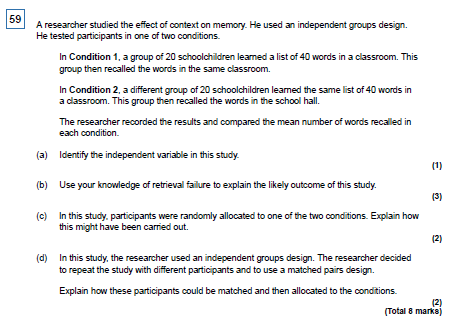 59
A researcher studied the effect of context on memory. He used an independent groups design.
He tested participants in one of two conditions.
In Condition 1, a group of 20 schoolchildren learned a list of 40 words in a classroom. This
group then recalled the words in the same classroom.
In Condition 2, a different group of 20 schoolchildren learned the same list of 40 words in
a classroom. This group then recalled the words in the school hall.
The researcher recorded the results and compared the mean number of words recalled in
each condition.
(a) Identify the independent variable in this study.
(1)
(b) Use your knowledge of retrieval failure to explain the likely outcome of this study.
(3)
(c) In this study, participants were randomly allocated to one of the two conditions. Explain how
this might have been carried out.
(2)
(d) In this study, the researcher used an independent groups design. The researcher decided
to repeat the study with different participants and to use a matched pairs design.
Explain how these participants could be matched and then allocated to the conditions.
(2)
(Total 8 marks)